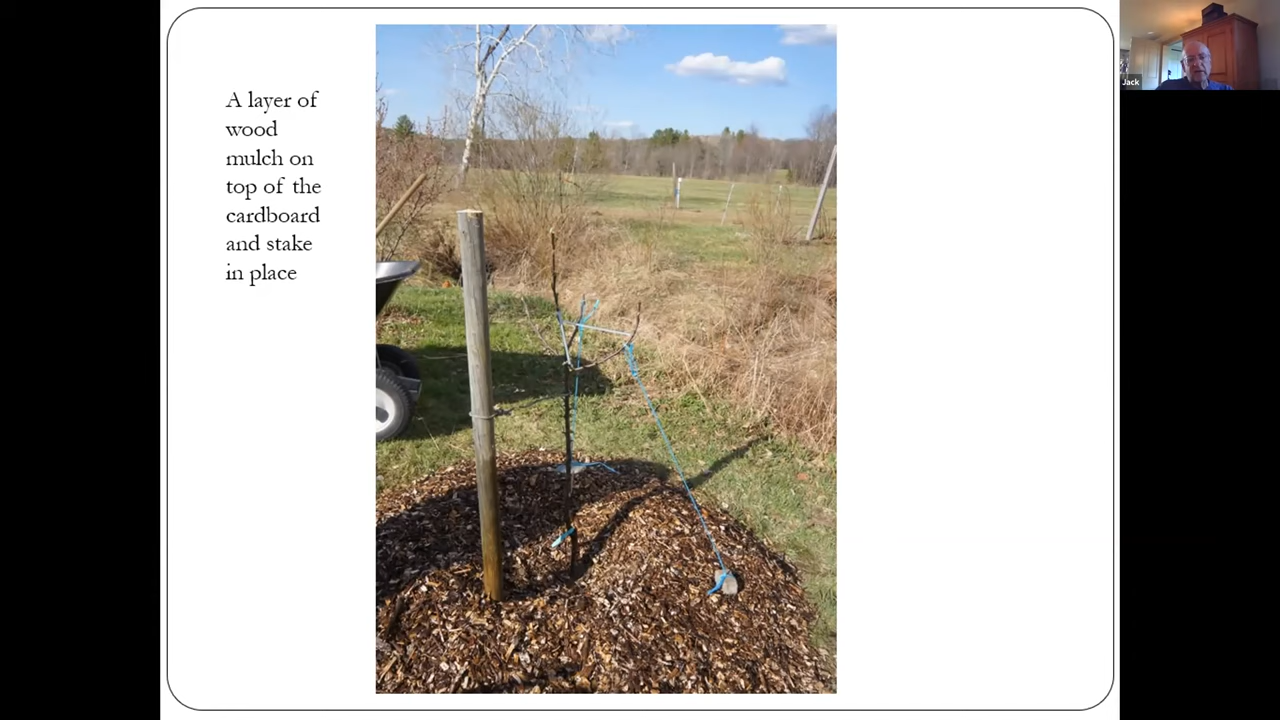 A layer of
wood
mulch on
top of the
cardboard
and stake
in place
Jack